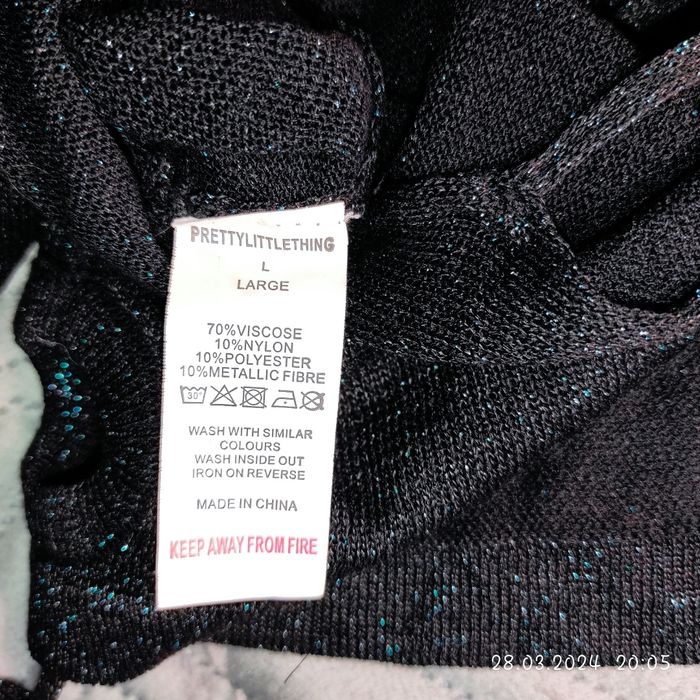 PRETTYLITTLETHING
L
LARGE
70%VISCOSE
10%NYLON
10%POLYESTER
10%METALLIC FIBRE
30°
WASH WITH SIMILAR
COLOURS
WASH INSIDE OUT
IRON ON REVERSE
MADE IN CHINA
KEEP AWAY FROM FIRE
28.03.2024 20:05